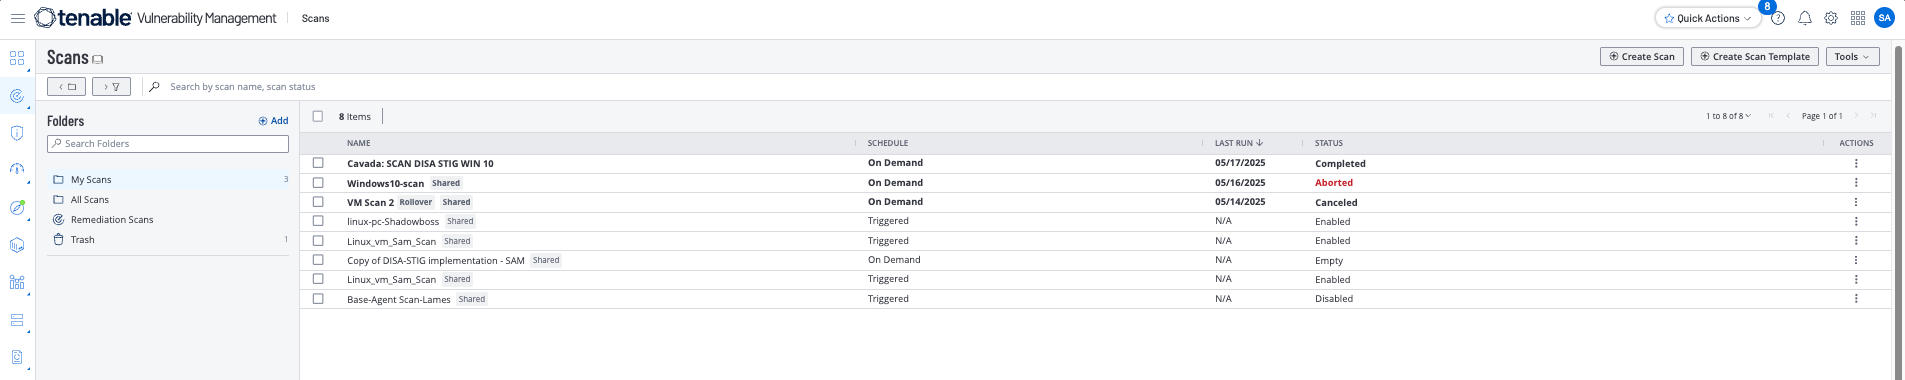 tenable Vulnerability Management Scans Quick Actions 8 ? SA
Scans Create Scan Create Scan Template Tools
Search by scan name, scan status
Folders Add
Search Folders
My Scans 3
All Scans
Remediation Scans
Trash 1
8 Items 1 to 8 of 8 Page 1 of 1
NAME SCHEDULE LAST RUN STATUS ACTIONS
Cavada: SCAN DISA STIG WIN 10 On Demand 05/17/2025 Completed
Windows10-scan Shared On Demand 05/16/2025 Aborted
VM Scan 2 Rollover Shared On Demand 05/14/2025 Canceled
linux-pc-Shadowboss Shared Triggered N/A Enabled
Linux_vm_Sam_Scan Shared Triggered N/A Enabled
Copy of DISA-STIG implementation - SAM Shared On Demand N/A Empty
Linux_vm_Sam_Scan Shared Triggered N/A Enabled
Base-Agent Scan-Lames Shared Triggered N/A Disabled